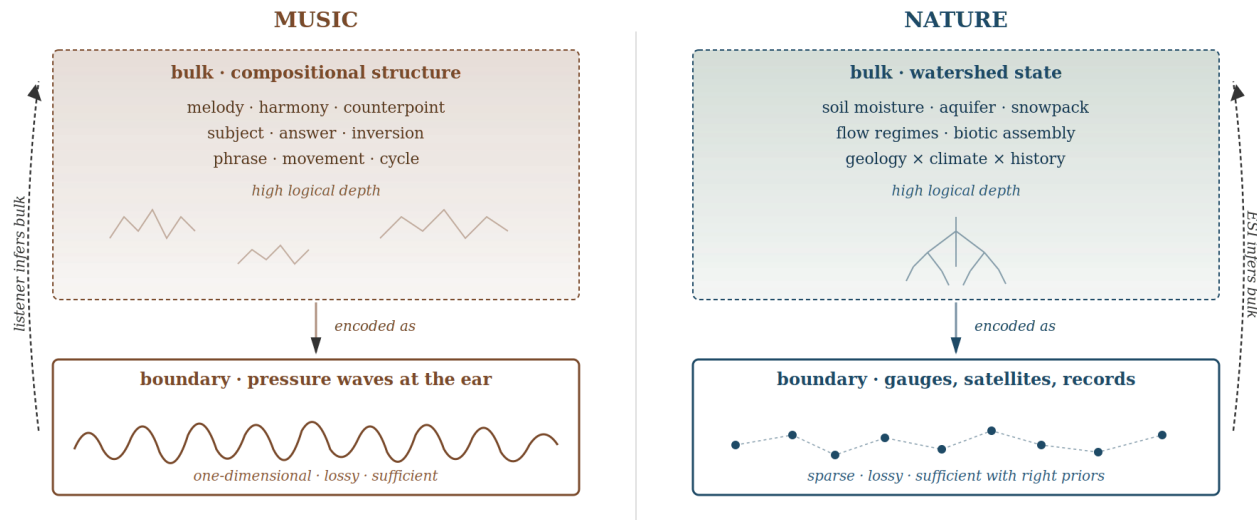 MUSIC
bulk · compositional structure
melody · harmony · counterpoint
subject · answer · inversion
phrase · movement · cycle
high logical depth
listener infers bulk
encoded as
boundary · pressure waves at the ear
one-dimensional · lossy · sufficient
NATURE
bulk · watershed state
soil moisture · aquifer · snowpack
flow regimes · biotic assembly
geology × climate × history
high logical depth
ESI infers bulk
encoded as
boundary · gauges, satellites, records
sparse · lossy · sufficient with right priors